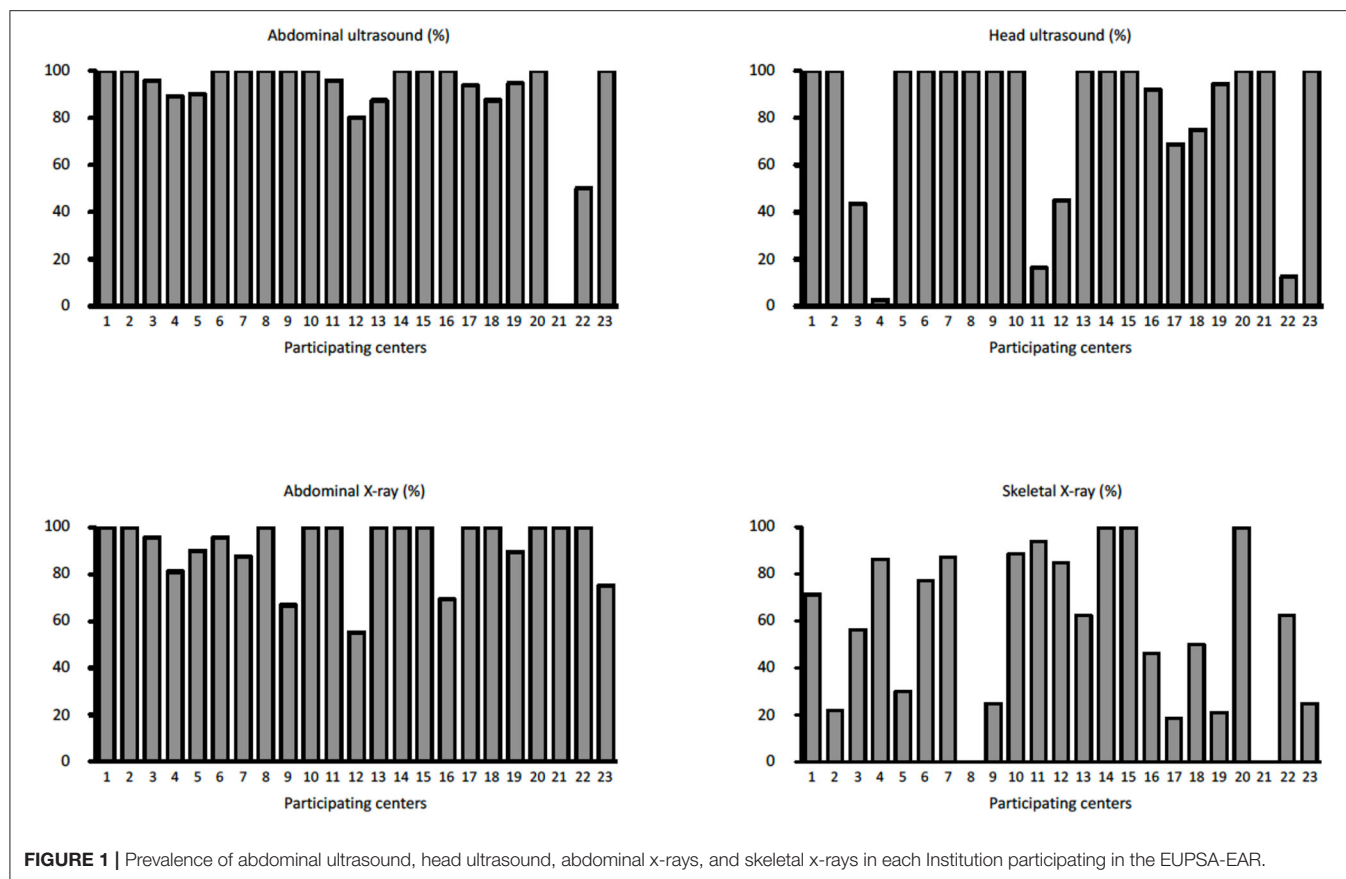 Abdominal ultrasound (%)
100
80
60
40
20
0
1 2 3 4 5 6 7 8 9 10 11 12 13 14 15 16 17 18 19 20 21 22 23
Participating centers
Head ultrasound (%)
100
80
60
40
20
0
1 2 3 4 5 6 7 8 9 10 11 12 13 14 15 16 17 18 19 20 21 22 23
Participating centers
Abdominal X-ray (%)
100
80
60
40
20
0
1 2 3 4 5 6 7 8 9 10 11 12 13 14 15 16 17 18 19 20 21 22 23
Participating centers
Skeletal X-ray (%)
100
80
60
40
20
0
1 2 3 4 5 6 7 8 9 10 11 12 13 14 15 16 17 18 19 20 21 22 23
Participating centers
FIGURE 1 | Prevalence of abdominal ultrasound, head ultrasound, abdominal x-rays, and skeletal x-rays in each Institution participating in the EUPSA-EAR.